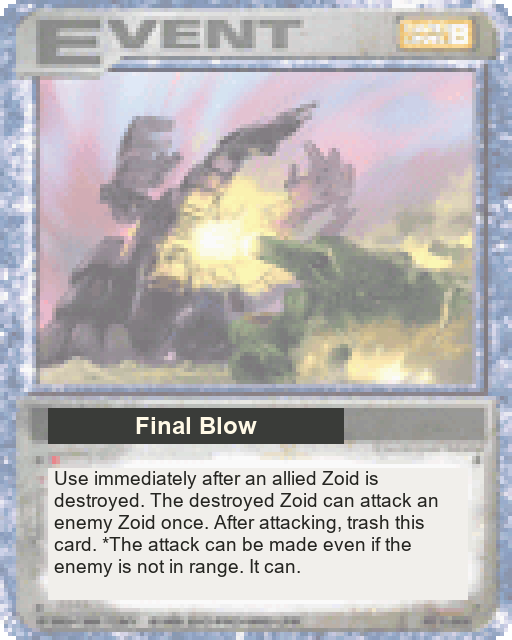 EVENT
B
Final Blow
Use immediately after an allied Zoid is
destroyed. The destroyed Zoid can attack an
enemy Zoid once. After attacking, trash this
card. *The attack can be made even if the
enemy is not in range. It can.